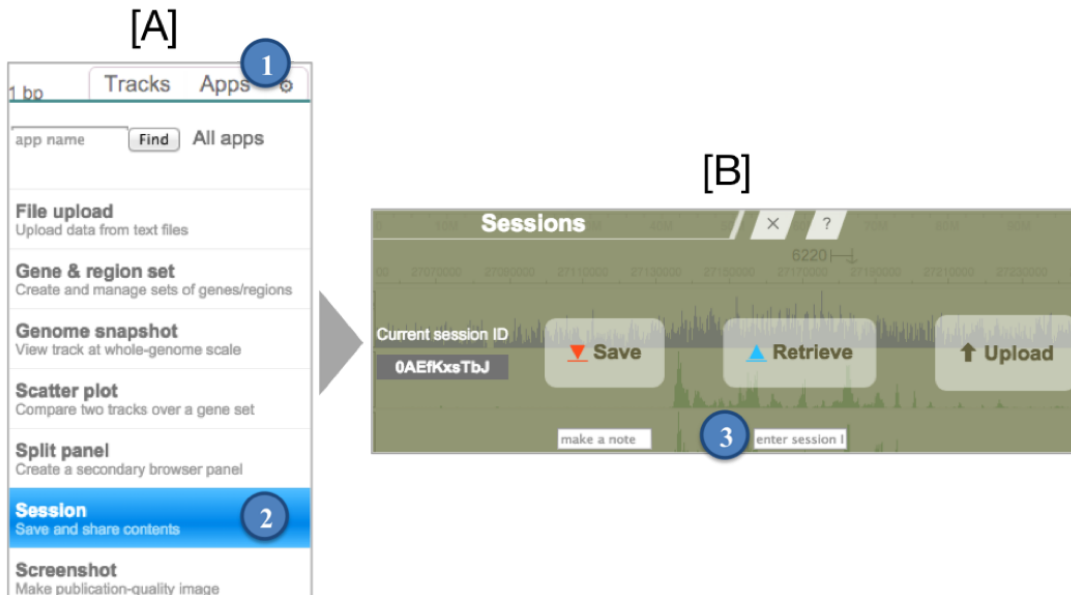 [A]
1
1 bp Tracks Apps
app name Find All apps
File upload
Upload data from text files
Gene & region set
Create and manage sets of genes/regions
Genome snapshot
View track at whole-genome scale
Scatter plot
Compare two tracks over a gene set
Split panel
Create a secondary browser panel
Session
Save and share contents
2
Screenshot
Make publication-quality image
[B]
Sessions × ?
6220
27070000 27090000 27110000 27130000 27150000 27170000 27190000 27210000 27230000
Current session ID
0AEfKxsTbJ
Save Retrieve Upload
make a note 3 enter session I